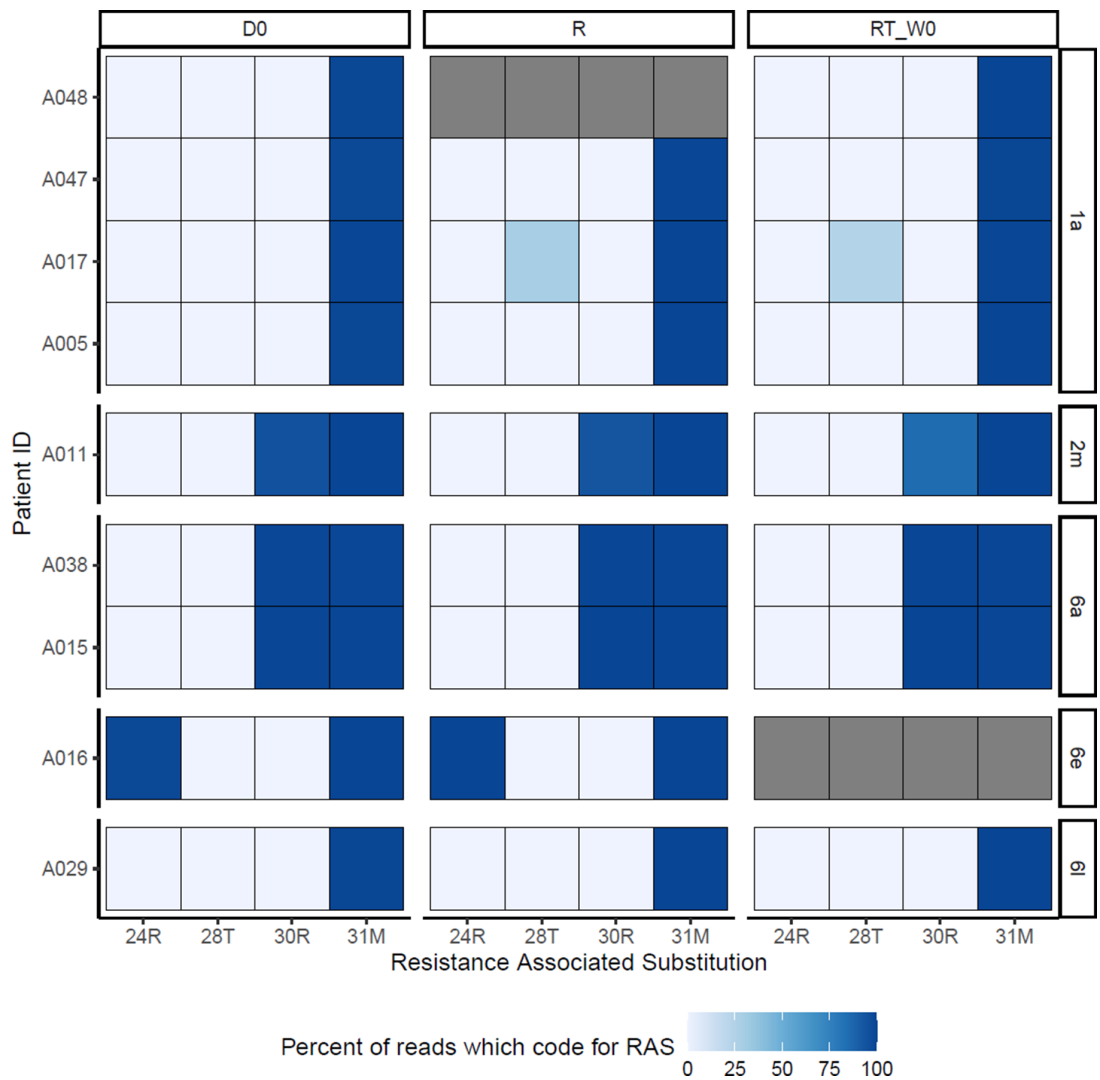 D0 R RT_W0
A048
A047
A017
A005
1a
A011
2m
Patient ID
A038
A015
6a
A016
6e
A029
6l
24R 28T 30R 31M 24R 28T 30R 31M 24R 28T 30R 31M
Resistance Associated Substitution
Percent of reads which code for RAS
0 25 50 75 100